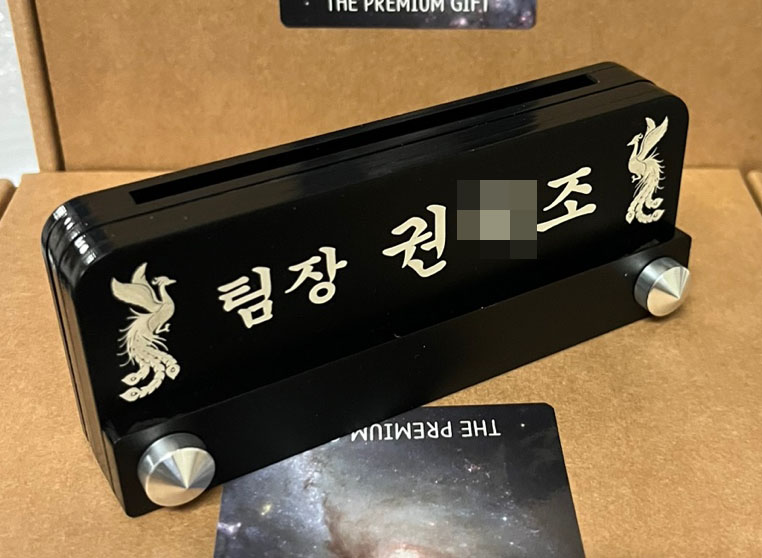 THE PREMIUM GIFT
팀장 권 조
THE PREMIUM